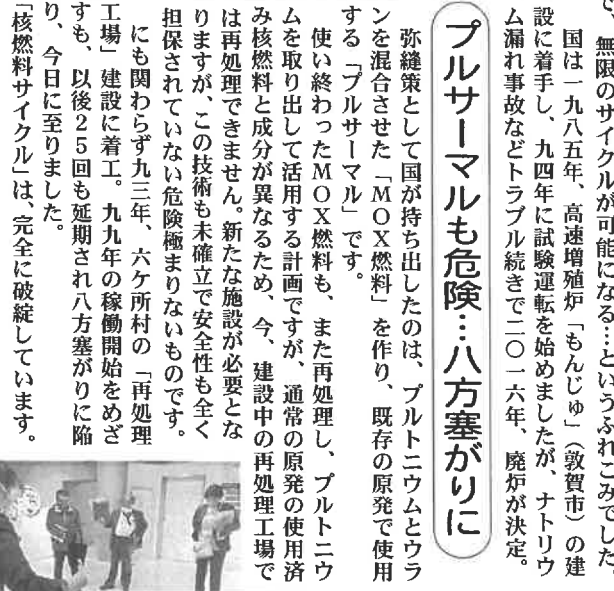 で、無限のサイクルが可能になる…というふれこみでした。
国は一九八五年、高速増殖炉「もんじゅ」（敦賀市）の建
設に着手し、九四年に試験運転を始めましたが、ナトリウ
ム漏れ事故などトラブル続きで二〇一六年、廃炉が決定。
プルサーマルも危険…八方塞がりに
弥縫策として国が持ち出したのは、プルトニウムとウラ
ンを混合させた「ＭＯＸ燃料」を作り、既存の原発で使用
する「プルサーマル」です。
使い終わったＭＯＸ燃料も、また再処理し、プルトニウ
ムを取り出して活用する計画ですが、通常の原発の使用済
み核燃料と成分が異なるため、今、建設中の再処理工場で
は再処理できません。新たな施設が必要とな
りますが、この技術も未確立で安全性も全く
担保されていない危険極まりないものです。
にも関わらず九三年、六ケ所村の「再処理
工場」建設に着工。九九年の稼働開始をめざ
すも、以後２５回も延期され八方塞がりに陥
り、今日に至りました。
「核燃料サイクル」は、完全に破綻しています。